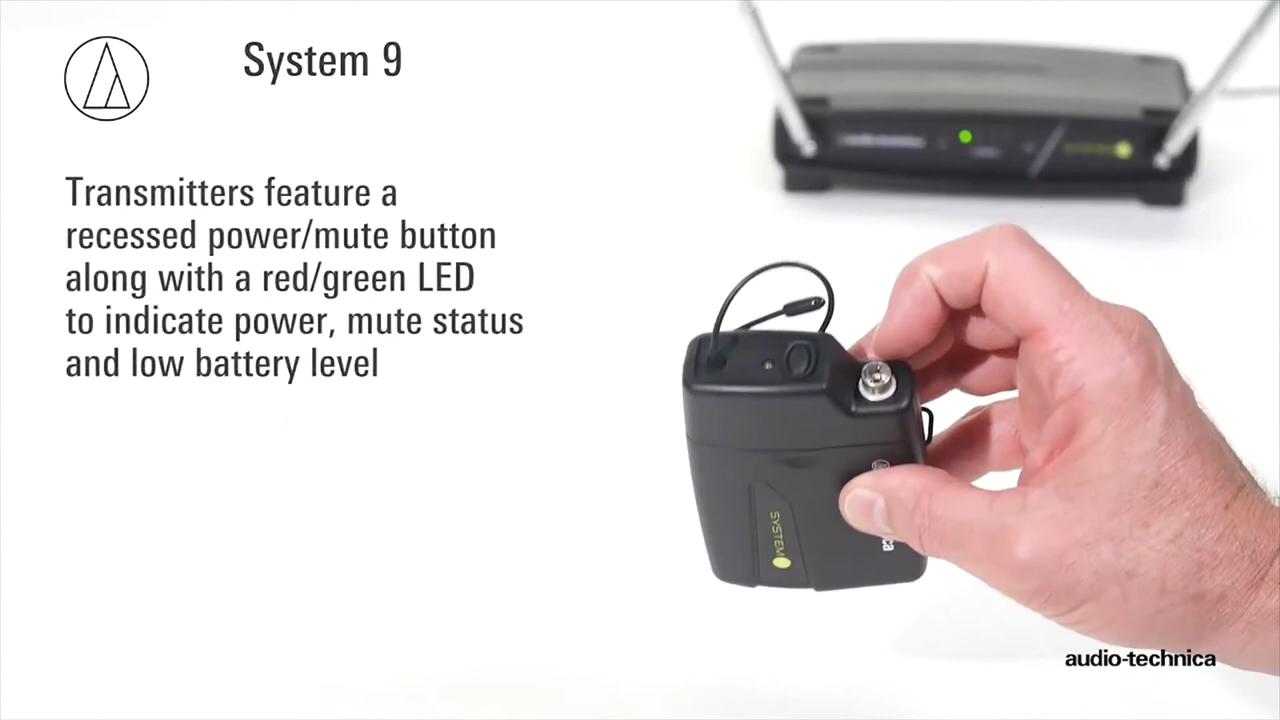 System 9
Transmitters feature a
recessed power/mute button
along with a red/green LED
to indicate power, mute status
and low battery level
SYSTEM
audio-technica